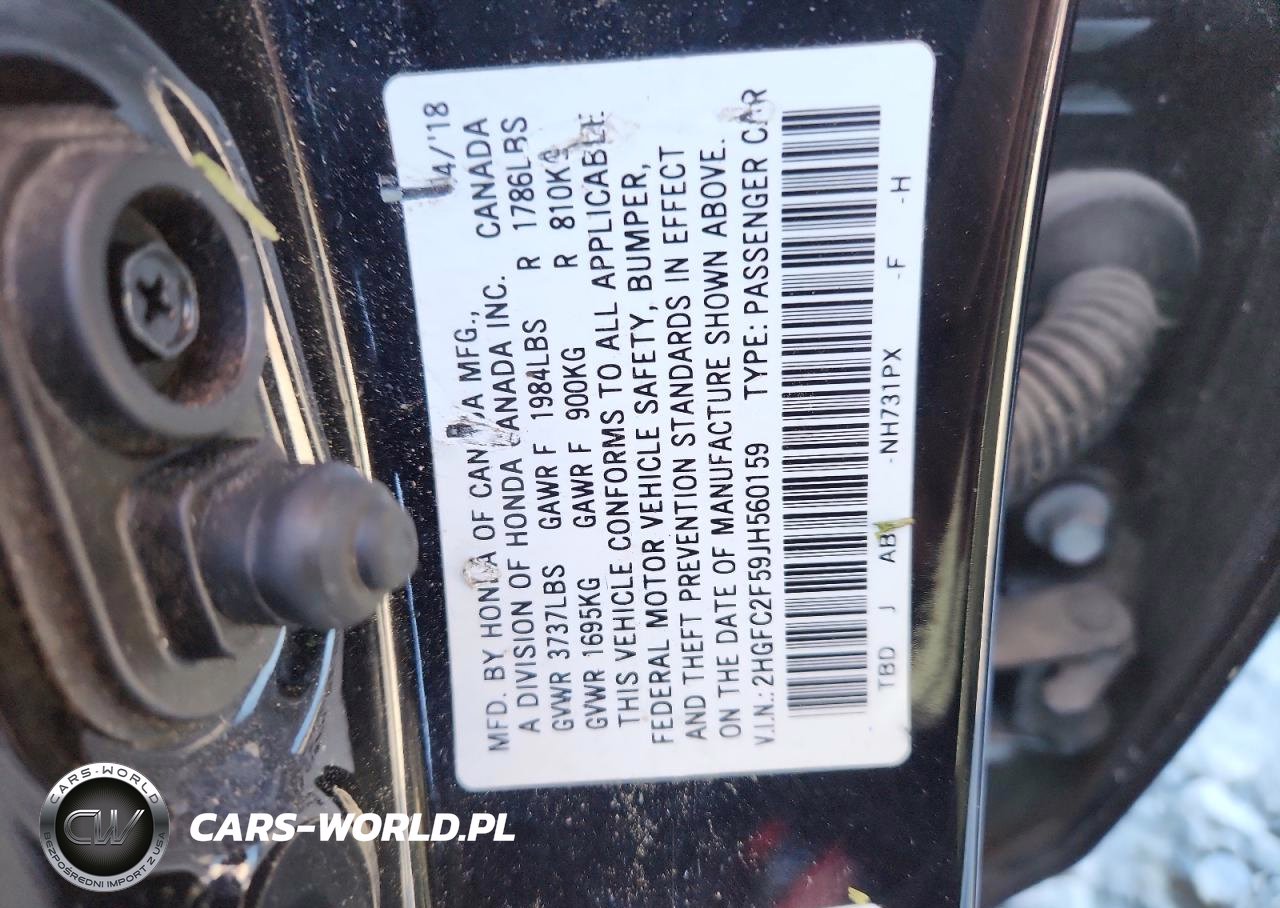 4/'18
MFD. BY HONDA OF CANADA MFG., CANADA
A DIVISION OF HONDA CANADA INC.
GVWR 3737LBS GAWR F 1984LBS R 1786LBS
GVWR 1695KG GAWR F 900KG R 810KG
THIS VEHICLE CONFORMS TO ALL APPLICABLE
FEDERAL MOTOR VEHICLE SAFETY, BUMPER,
AND THEFT PREVENTION STANDARDS IN EFFECT
ON THE DATE OF MANUFACTURE SHOWN ABOVE.
V.I.N.: 2HGFC2F59JH560159 TYPE: PASSENGER CAR
TBD J -NH731PX -F -H
CARS-WORLD
CW
BEZPOŚREDNI IMPORT Z USA
CARS-WORLD.PL